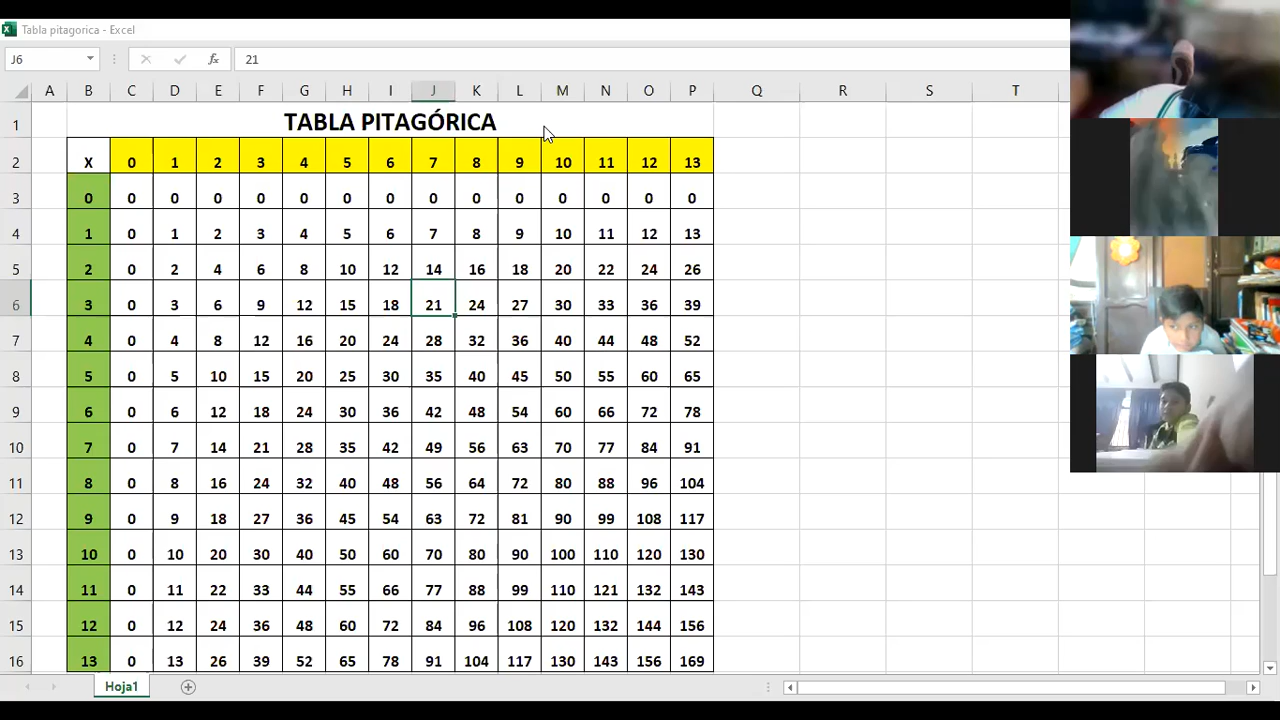 Tabla pitagorica - Excel
J6 fx 21
A B C D E F G H I J K L M N O P Q R S T
1 TABLA PITAGÓRICA
2 X 0 1 2 3 4 5 6 7 8 9 10 11 12 13
3 0 0 0 0 0 0 0 0 0 0 0 0 0 0 0
4 1 0 1 2 3 4 5 6 7 8 9 10 11 12 13
5 2 0 2 4 6 8 10 12 14 16 18 20 22 24 26
6 3 0 3 6 9 12 15 18 21 24 27 30 33 36 39
7 4 0 4 8 12 16 20 24 28 32 36 40 44 48 52
8 5 0 5 10 15 20 25 30 35 40 45 50 55 60 65
9 6 0 6 12 18 24 30 36 42 48 54 60 66 72 78
10 7 0 7 14 21 28 35 42 49 56 63 70 77 84 91
11 8 0 8 16 24 32 40 48 56 64 72 80 88 96 104
12 9 0 9 18 27 36 45 54 63 72 81 90 99 108 117
13 10 0 10 20 30 40 50 60 70 80 90 100 110 120 130
14 11 0 11 22 33 44 55 66 77 88 99 110 121 132 143
15 12 0 12 24 36 48 60 72 84 96 108 120 132 144 156
16 13 0 13 26 39 52 65 78 91 104 117 130 143 156 169
Hoja1